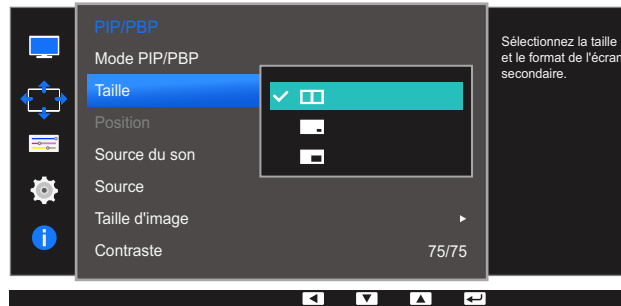 PIP/PBP
Mode PIP/PBP
Taille
Position
Source du son
Source
Taille d'image
Contraste 75/75
Sélectionnez la taille
et le format de l'écran
secondaire.